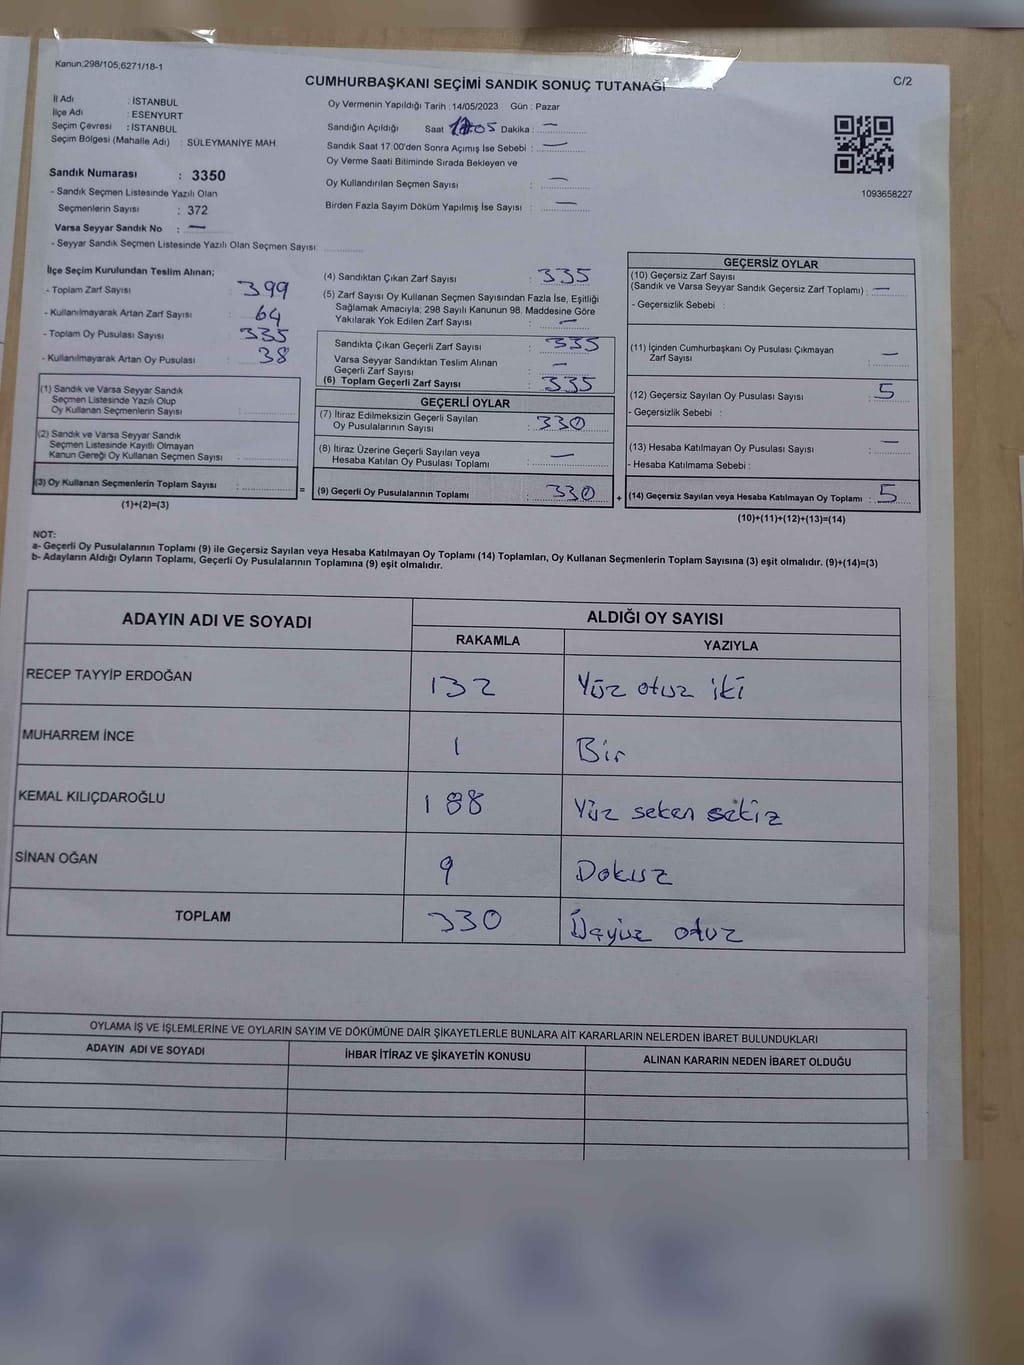 Kanun;298/105;6271/18-1
C/2
CUMHURBAŞKANI SEÇİMİ SANDIK SONUÇ TUTANAĞI
İl Adı : İSTANBUL
İlçe Adı : ESENYURT
Seçim Çevresi : İSTANBUL
Seçim Bölgesi (Mahalle Adı) : SÜLEYMANİYE MAH.
Sandık Numarası : 3350
- Sandık Seçmen Listesinde Yazılı Olan
Seçmenlerin Sayısı : 372
Varsa Seyyar Sandık No : —
- Seyyar Sandık Seçmen Listesinde Yazılı Olan Seçmen Sayısı:
Oy Vermenin Yapıldığı Tarih : 14/05/2023 Gün : Pazar
Sandığın Açıldığı Saat Dakika : —
Sandık Saat 17:00'den Sonra Açımış İse Sebebi : —
Oy Verme Saati Bitiminde Sırada Bekleyen ve
Oy Kullandırılan Seçmen Sayısı : —
Birden Fazla Sayım Döküm Yapılmış İse Sayısı : —
1093658227
İlçe Seçim Kurulundan Teslim Alınan;
- Toplam Zarf Sayısı : 399
- Kullanılmayarak Artan Zarf Sayısı : 64
- Toplam Oy Pusulası Sayısı : 335
- Kullanılmayarak Artan Oy Pusulası : 38
(1) Sandık ve Varsa Seyyar Sandık
Seçmen Listesinde Yazılı Olup
Oy Kullanan Seçmenlerin Sayısı :
(2) Sandık ve Varsa Seyyar Sandık
Seçmen Listesinde Kayıtlı Olmayan
Kanun Gereği Oy Kullanan Seçmen Sayısı :
(3) Oy Kullanan Seçmenlerin Toplam Sayısı : =
(1)+(2)=(3)
(4) Sandıktan Çıkan Zarf Sayısı : 335
(5) Zarf Sayısı Oy Kullanan Seçmen Sayısından Fazla İse, Eşitliği
Sağlamak Amacıyla; 298 Sayılı Kanunun 98. Maddesine Göre
Yakılarak Yok Edilen Zarf Sayısı : —
Sandıkta Çıkan Geçerli Zarf Sayısı : 335
Varsa Seyyar Sandıktan Teslim Alınan
Geçerli Zarf Sayısı : —
(6) Toplam Geçerli Zarf Sayısı : 335
GEÇERLİ OYLAR
(7) İtiraz Edilmeksizin Geçerli Sayılan
Oy Pusulalarının Sayısı : 330
(8) İtiraz Üzerine Geçerli Sayılan veya
Hesaba Katılan Oy Pusulası Toplamı : —
(9) Geçerli Oy Pusulalarının Toplamı : 330 +
GEÇERSİZ OYLAR
(10) Geçersiz Zarf Sayısı
(Sandık ve Varsa Seyyar Sandık Geçersiz Zarf Toplamı) : —
- Geçersizlik Sebebi :
(11) İçinden Cumhurbaşkanı Oy Pusulası Çıkmayan
Zarf Sayısı : —
(12) Geçersiz Sayılan Oy Pusulası Sayısı : 5
- Geçersizlik Sebebi :
(13) Hesaba Katılmayan Oy Pusulası Sayısı : —
- Hesaba Katılmama Sebebi :
(14) Geçersiz Sayılan veya Hesaba Katılmayan Oy Toplamı : 5
(10)+(11)+(12)+(13)=(14)
NOT:
a- Geçerli Oy Pusulalarının Toplamı (9) ile Geçersiz Sayılan veya Hesaba Katılmayan Oy Toplamı (14) Toplamları, Oy Kullanan Seçmenlerin Toplam Sayısına (3) eşit olmalıdır. (9)+(14)=(3)
b- Adayların Aldığı Oyların Toplamı, Geçerli Oy Pusulalarının Toplamına (9) eşit olmalıdır.
ADAYIN ADI VE SOYADI
ALDIĞI OY SAYISI
RAKAMLA YAZIYLA
RECEP TAYYİP ERDOĞAN 132 Yüz otuz iki
MUHARREM İNCE 1 Bir
KEMAL KILIÇDAROĞLU 188 Yüz seksen sekiz
SİNAN OĞAN 9 Dokuz
TOPLAM 330 Üçyüz otuz
OYLAMA İŞ VE İŞLEMLERİNE VE OYLARIN SAYIM VE DÖKÜMÜNE DAİR ŞİKAYETLERLE BUNLARA AİT KARARLARIN NELERDEN İBARET BULUNDUKLARI
ADAYIN ADI VE SOYADI İHBAR İTİRAZ VE ŞİKAYETİN KONUSU ALINAN KARARIN NEDEN İBARET OLDUĞU